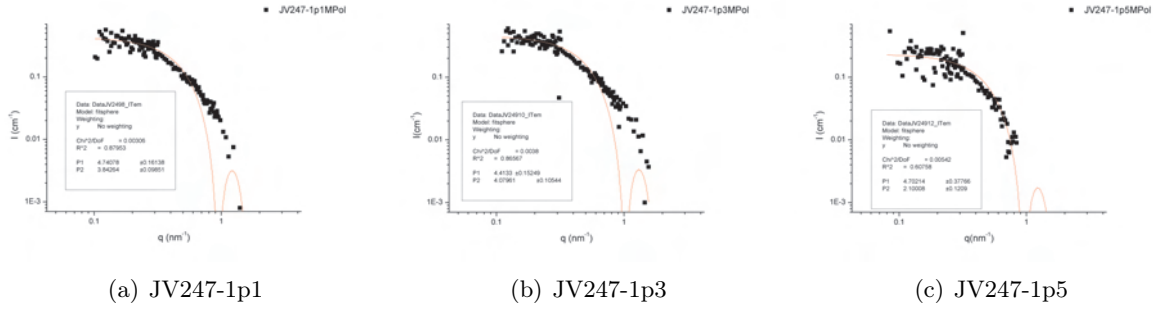 JV247-1p1MPol
I (cm⁻¹)
0.1
0.01
1E-3
Data: DataJV2498_ITem
Model: fitsphere
Weighting:
y No weighting
Chi^2/DoF = 0.00306
R^2 = 0.87953
P1 4.74078 ±0.16138
P2 3.84264 ±0.09851
0.1 1
q (nm⁻¹)
(a) JV247-1p1
JV247-1p3MPol
I(cm⁻¹)
0.1
0.01
1E-3
Data: DataJV24910_ITem
Model: fitsphere
Weighting:
y No weighting
Chi^2/DoF = 0.0038
R^2 = 0.86567
P1 4.4133 ±0.15249
P2 4.07961 ±0.10544
0.1 1
q (nm⁻¹)
(b) JV247-1p3
JV247-1p5MPol
I (cm⁻¹)
0.1
0.01
1E-3
Data: DataJV24912_ITem
Model: fitsphere
Weighting:
y No weighting
Chi^2/DoF = 0.00542
R^2 = 0.60758
P1 4.70214 ±0.37766
P2 2.10008 ±0.1209
0.1 1
q(nm⁻¹)
(c) JV247-1p5